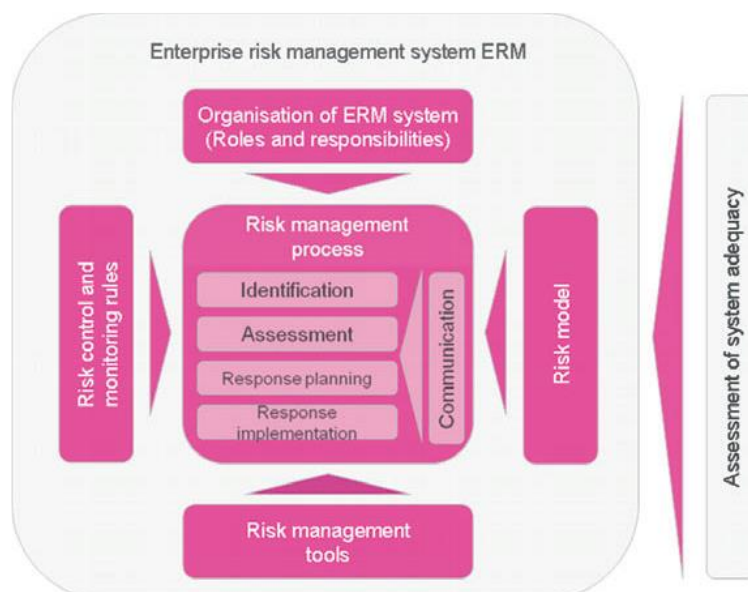 Enterprise risk management system ERM
Organisation of ERM system
(Roles and responsibilities)
Risk control and
monitoring rules
Risk management
process
Identification
Assessment
Response planning
Response
implementation
Communication
Risk model
Risk management
tools
Assessment of system adequacy